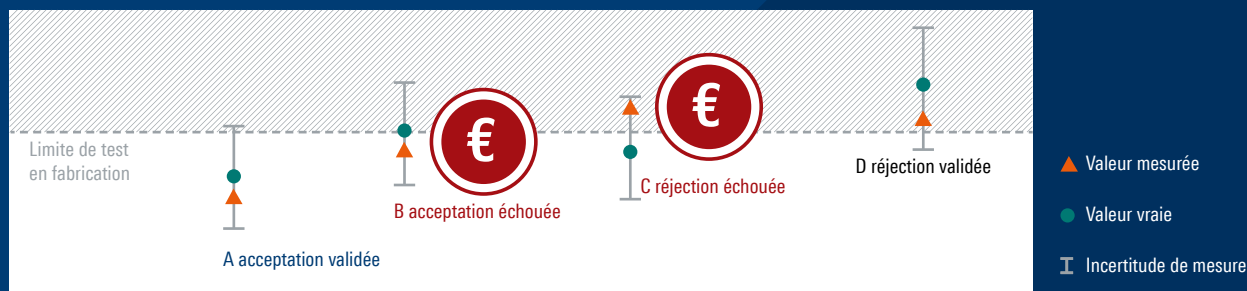 €
€
Limite de test
en fabrication
D réjection validée
Valeur mesurée
C réjection échouée
B acceptation échouée
Valeur vraie
A acceptation validée
Incertitude de mesure